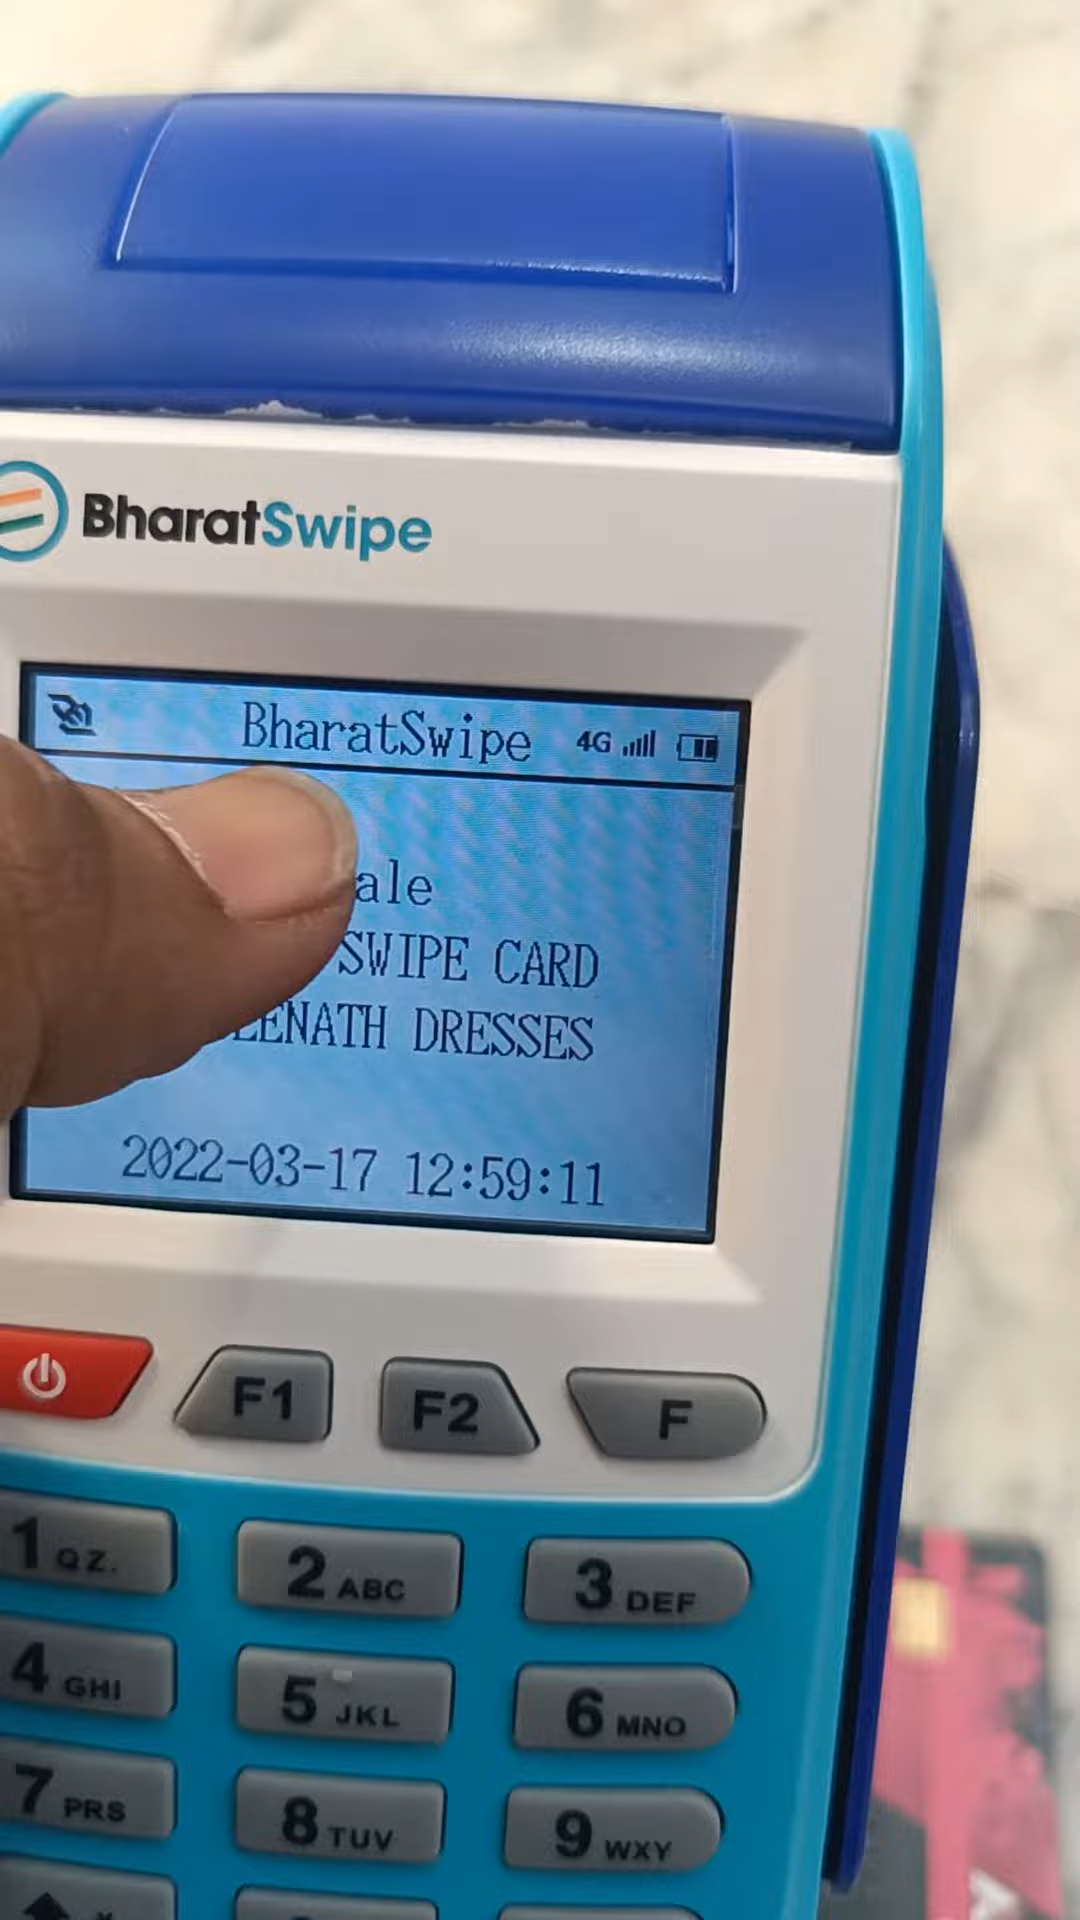 BharatSwipe
BharatSwipe 4G
ale
SWIPE CARD
ENATH DRESSES
2022-03-17 12:59:11
F1 F2 F
1 QZ. 2 ABC 3 DEF
4 GHI 5 JKL 6 MNO
7 PRS 8 TUV 9 WXY